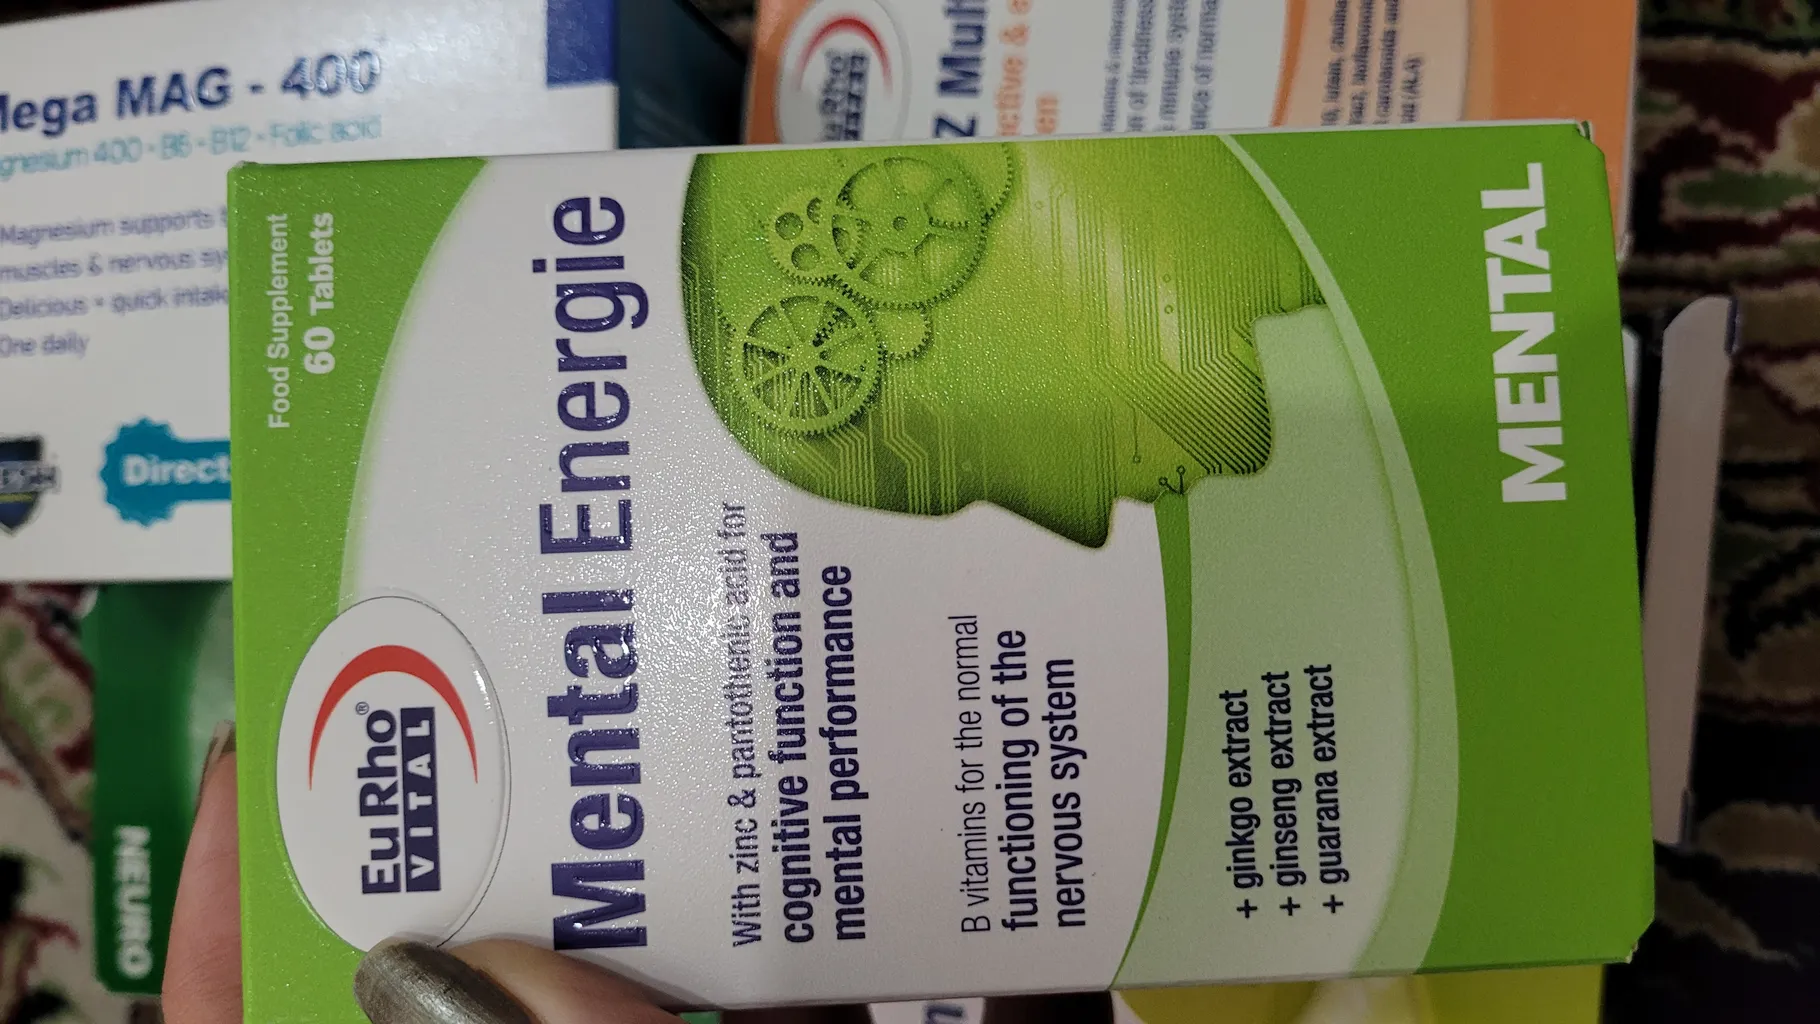 EuRho®
VITAL
Food Supplement
60 Tablets
Mental Energie
With zinc & pantothenic acid for
cognitive function and
mental performance
B vitamins for the normal
functioning of the
nervous system
+ ginkgo extract
+ ginseng extract
+ guarana extract
MENTAL
Mega MAG - 400
400 - B6 - B12 - Folic acid
Magnesium supports
muscles & nervous
Delicious + quick
One daily
Direct
EuRho
VITAL
NEURO